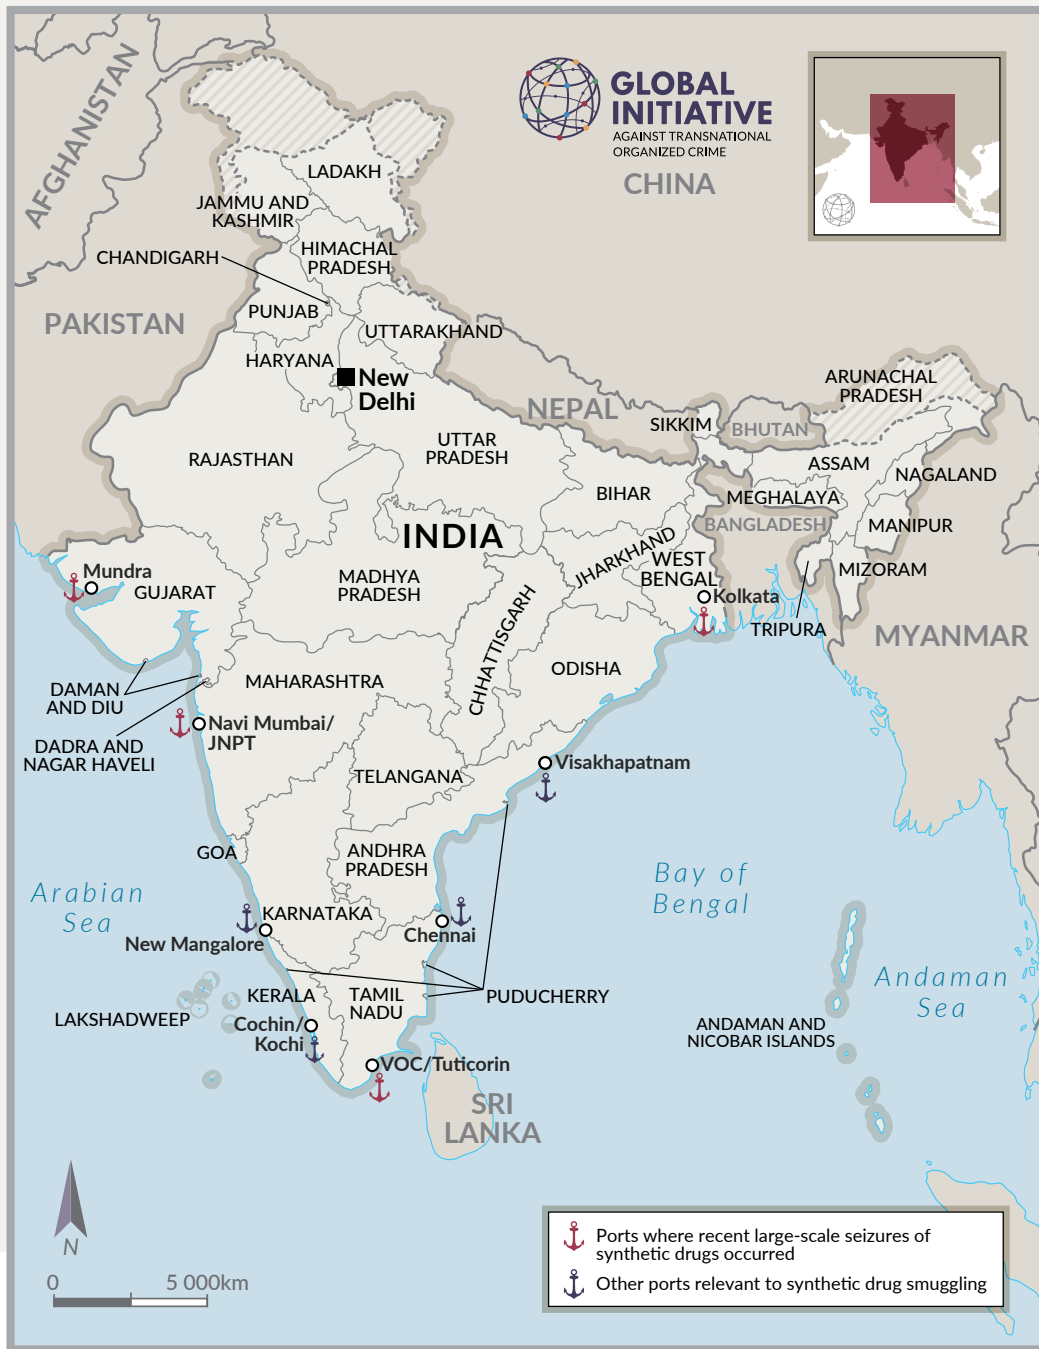 GLOBAL
INITIATIVE
AGAINST TRANSNATIONAL
ORGANIZED CRIME
CHINA
AFGHANISTAN
LADAKH
JAMMU AND
KASHMIR
HIMACHAL
PRADESH
CHANDIGARH
PUNJAB
PAKISTAN
UTTARAKHAND
HARYANA
New
Delhi
NEPAL
ARUNACHAL
PRADESH
SIKKIM
BHUTAN
RAJASTHAN
UTTAR
PRADESH
ASSAM
NAGALAND
BIHAR
MEGHALAYA
BANGLADESH
MANIPUR
INDIA
JHARKHAND
WEST
BENGAL
MIZORAM
Mundra
GUJARAT
MADHYA
PRADESH
Kolkata
TRIPURA
MYANMAR
CHHATTISGARH
ODISHA
DAMAN
AND DIU
MAHARASHTRA
Navi Mumbai/
JNPT
DADRA AND
NAGAR HAVELI
Visakhapatnam
TELANGANA
GOA
ANDHRA
PRADESH
Arabian
Sea
Bay of
Bengal
KARNATAKA
New Mangalore
Chennai
Andaman
Sea
KERALA
TAMIL
NADU
PUDUCHERRY
LAKSHADWEEP
Cochin/
Kochi
ANDAMAN AND
NICOBAR ISLANDS
VOC/Tuticorin
SRI
LANKA
N
0 5 000km
Ports where recent large-scale seizures of
synthetic drugs occurred
Other ports relevant to synthetic drug smuggling